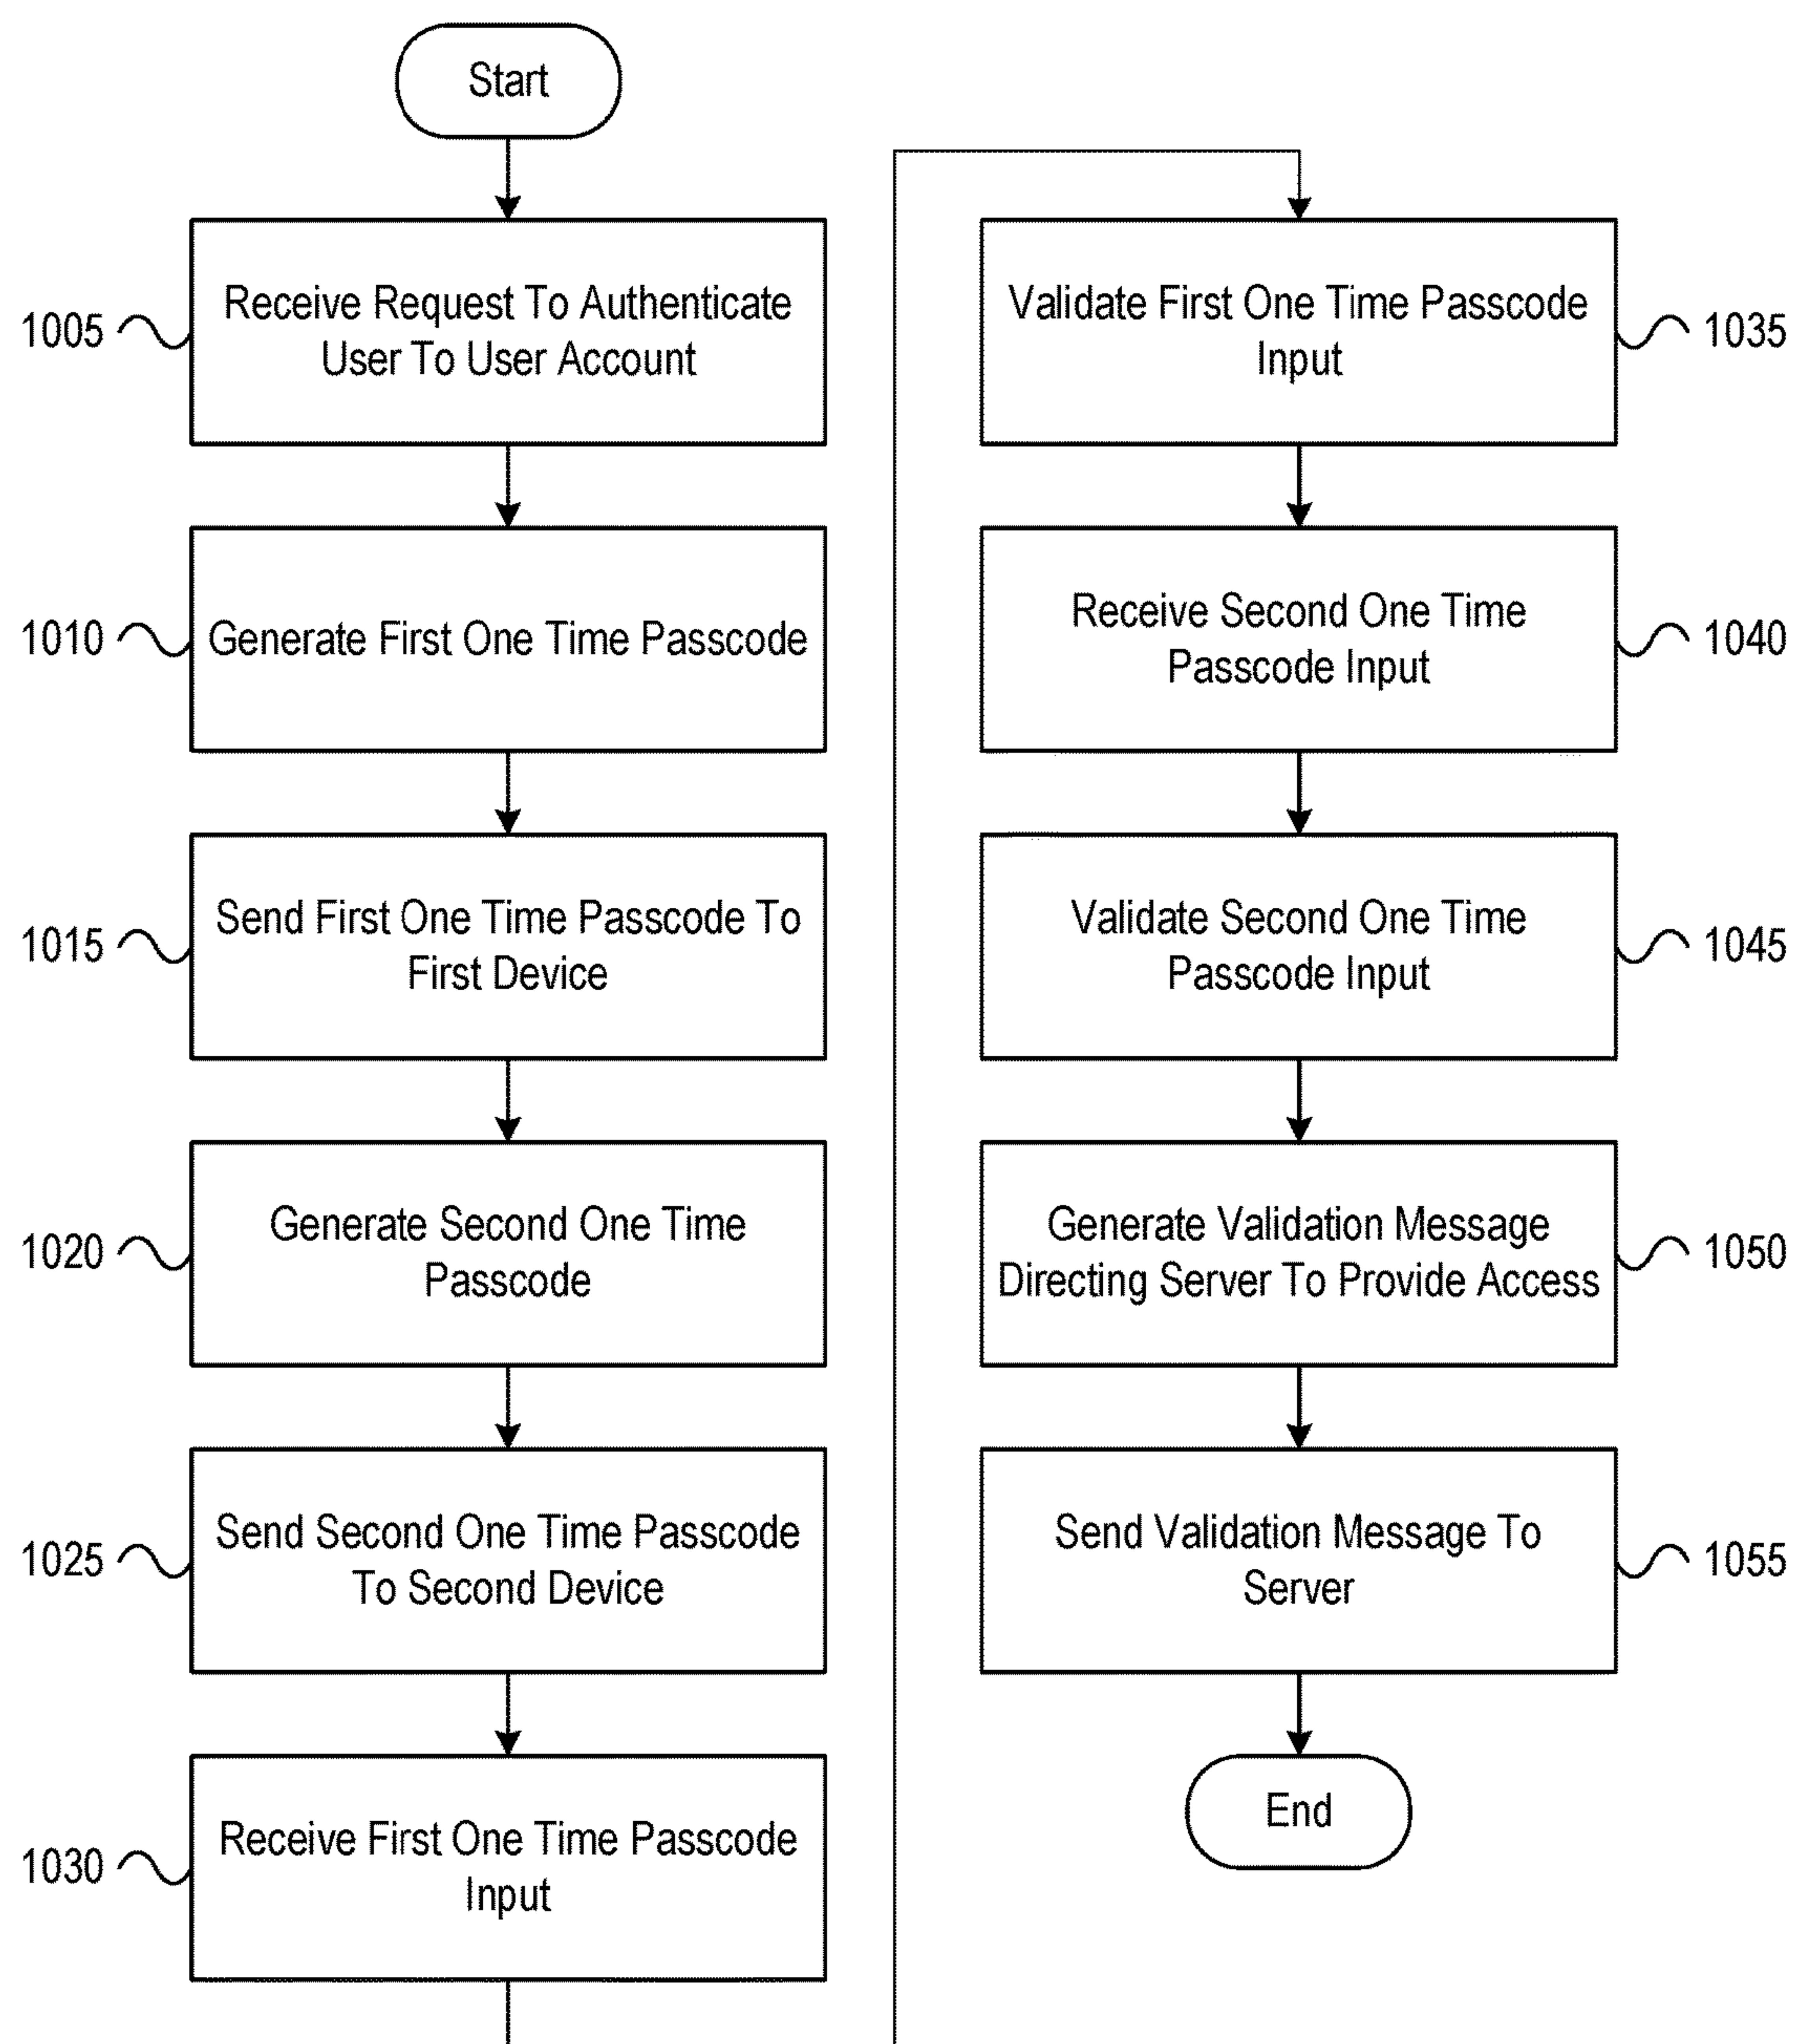 Start
1005
Receive Request To Authenticate
User To User Account
1010
Generate First One Time Passcode
1015
Send First One Time Passcode To
First Device
1020
Generate Second One Time
Passcode
1025
Send Second One Time Passcode
To Second Device
1030
Receive First One Time Passcode
Input
Validate First One Time Passcode
Input
1035
Receive Second One Time
Passcode Input
1040
Validate Second One Time
Passcode Input
1045
Generate Validation Message
Directing Server To Provide Access
1050
Send Validation Message To
Server
1055
End